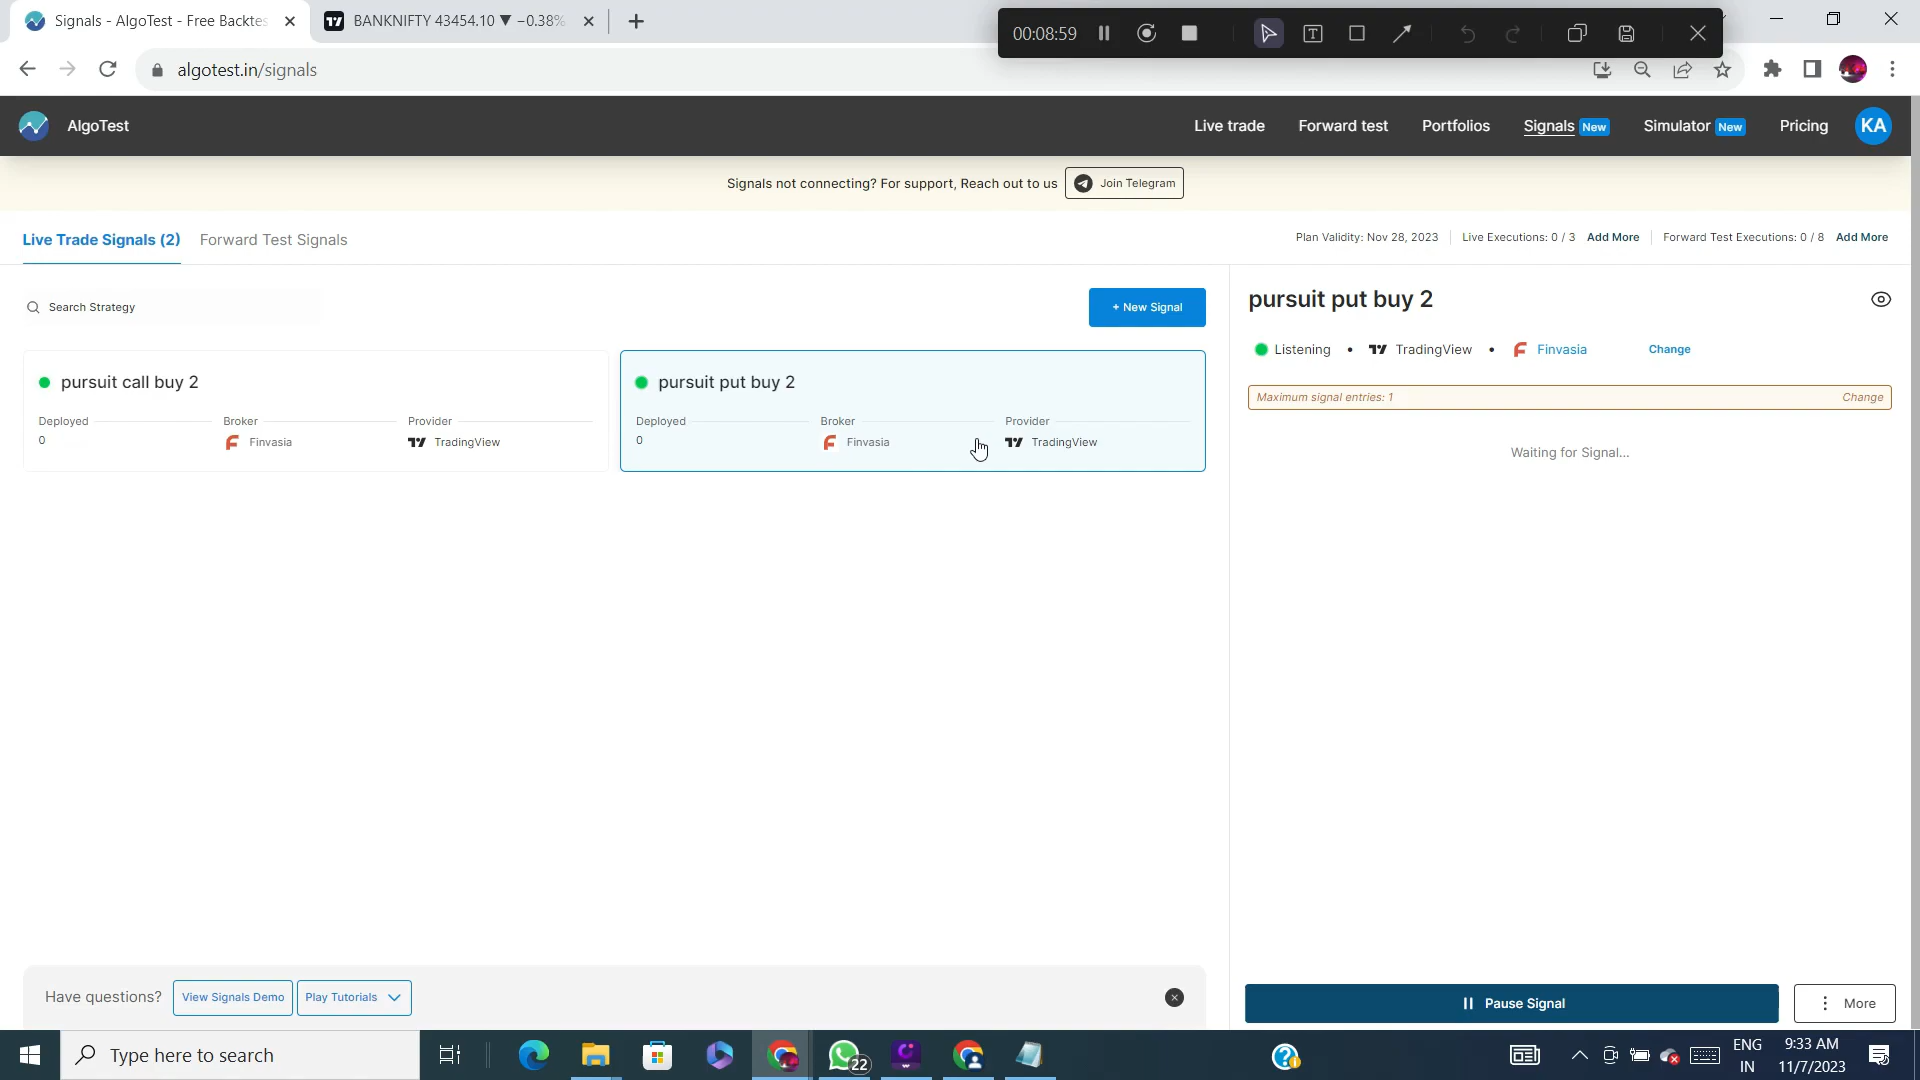 Signals - AlgoTest - Free Backtes
BANKNIFTY 43454.10 ▼ −0.38%
00:08:59
algotest.in/signals
AlgoTest
Live trade
Forward test
Portfolios
Signals New
Simulator New
Pricing
KA
Signals not connecting? For support, Reach out to us
Join Telegram
Live Trade Signals (2)
Forward Test Signals
Plan Validity: Nov 28, 2023
Live Executions: 0 / 3 Add More
Forward Test Executions: 0 / 8 Add More
Search Strategy
+ New Signal
pursuit call buy 2
Deployed
0
Broker
Finvasia
Provider
TradingView
pursuit put buy 2
Deployed
0
Broker
Finvasia
Provider
TradingView
pursuit put buy 2
Listening • TradingView • Finvasia
Change
Maximum signal entries: 1
Change
Waiting for Signal...
Have questions?
View Signals Demo
Play Tutorials
Pause Signal
More
Type here to search
22
ENG
IN
9:33 AM
11/7/2023